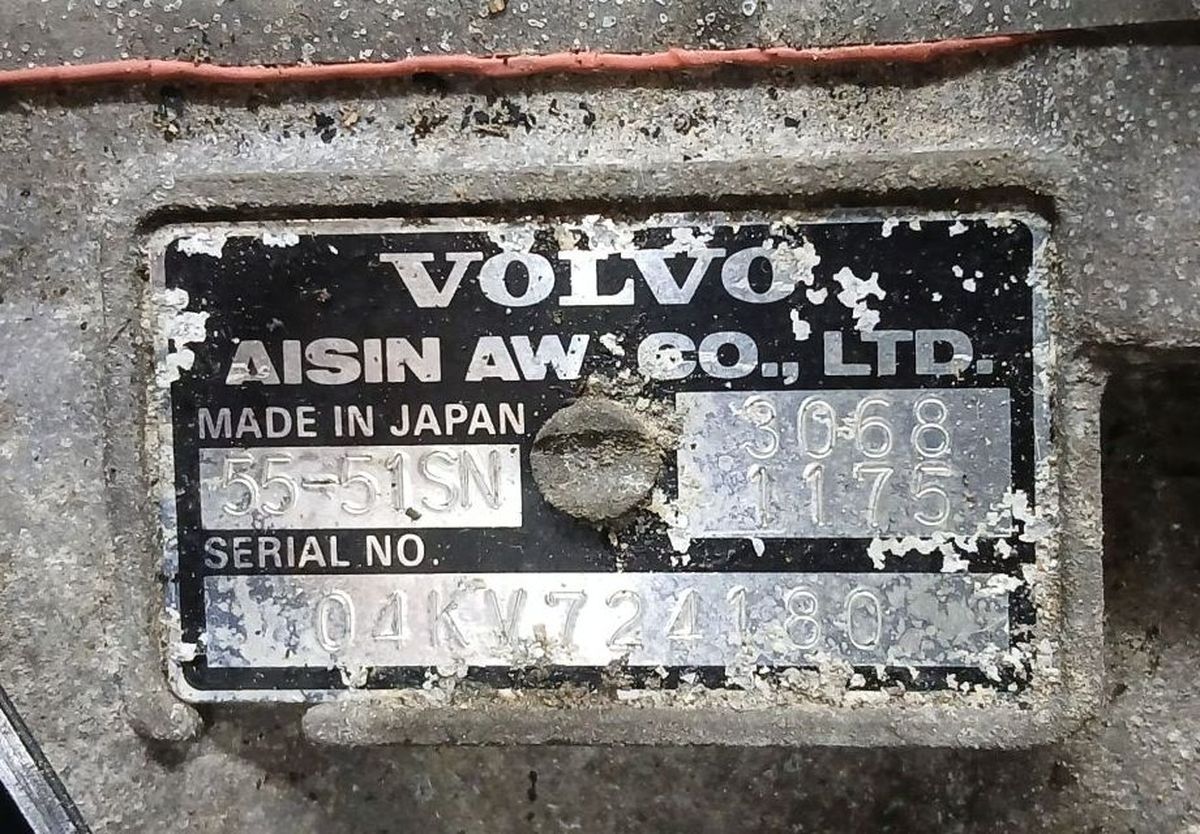 VOLVO
AISIN AW CO., LTD.
MADE IN JAPAN
55-51SN
3068
1175
SERIAL NO.
04KV724180